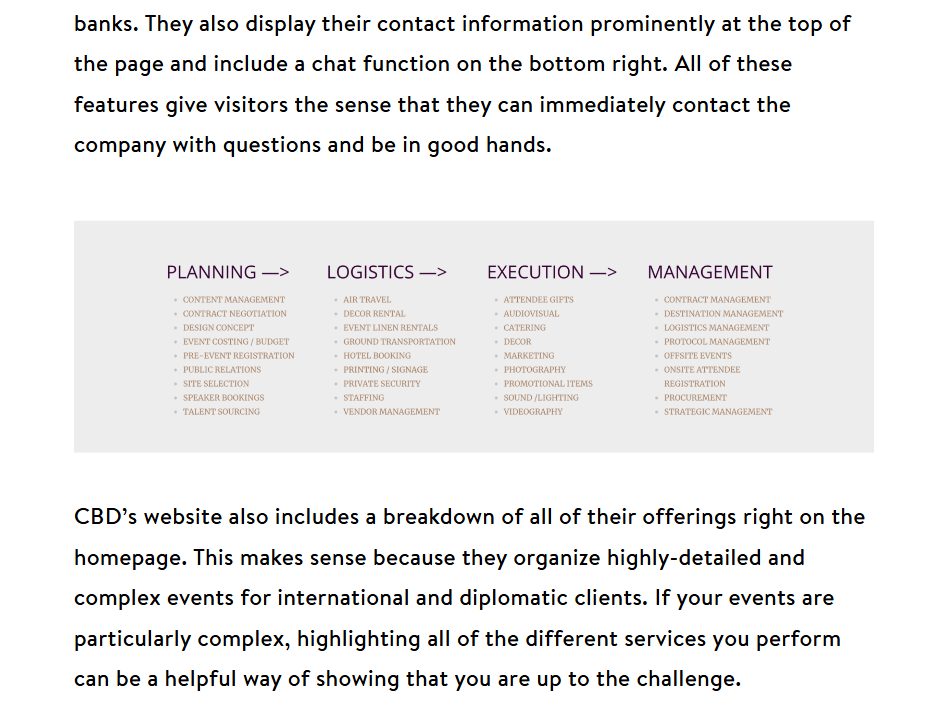 banks. They also display their contact information prominently at the top of
the page and include a chat function on the bottom right. All of these
features give visitors the sense that they can immediately contact the
company with questions and be in good hands.
PLANNING —>
• CONTENT MANAGEMENT
• CONTRACT NEGOTIATION
• DESIGN CONCEPT
• EVENT COSTING / BUDGET
• PRE-EVENT REGISTRATION
• PUBLIC RELATIONS
• SITE SELECTION
• SPEAKER BOOKINGS
• TALENT SOURCING
LOGISTICS —>
• AIR TRAVEL
• DECOR RENTAL
• EVENT LINEN RENTALS
• GROUND TRANSPORTATION
• HOTEL BOOKING
• PRINTING / SIGNAGE
• PRIVATE SECURITY
• STAFFING
• VENDOR MANAGEMENT
EXECUTION —>
• ATTENDEE GIFTS
• AUDIOVISUAL
• CATERING
• DECOR
• MARKETING
• PHOTOGRAPHY
• PROMOTIONAL ITEMS
• SOUND /LIGHTING
• VIDEOGRAPHY
MANAGEMENT
• CONTRACT MANAGEMENT
• DESTINATION MANAGEMENT
• LOGISTICS MANAGEMENT
• PROTOCOL MANAGEMENT
• OFFSITE EVENTS
• ONSITE ATTENDEE
REGISTRATION
• PROCUREMENT
• STRATEGIC MANAGEMENT
CBD’s website also includes a breakdown of all of their offerings right on the
homepage. This makes sense because they organize highly-detailed and
complex events for international and diplomatic clients. If your events are
particularly complex, highlighting all of the different services you perform
can be a helpful way of showing that you are up to the challenge.